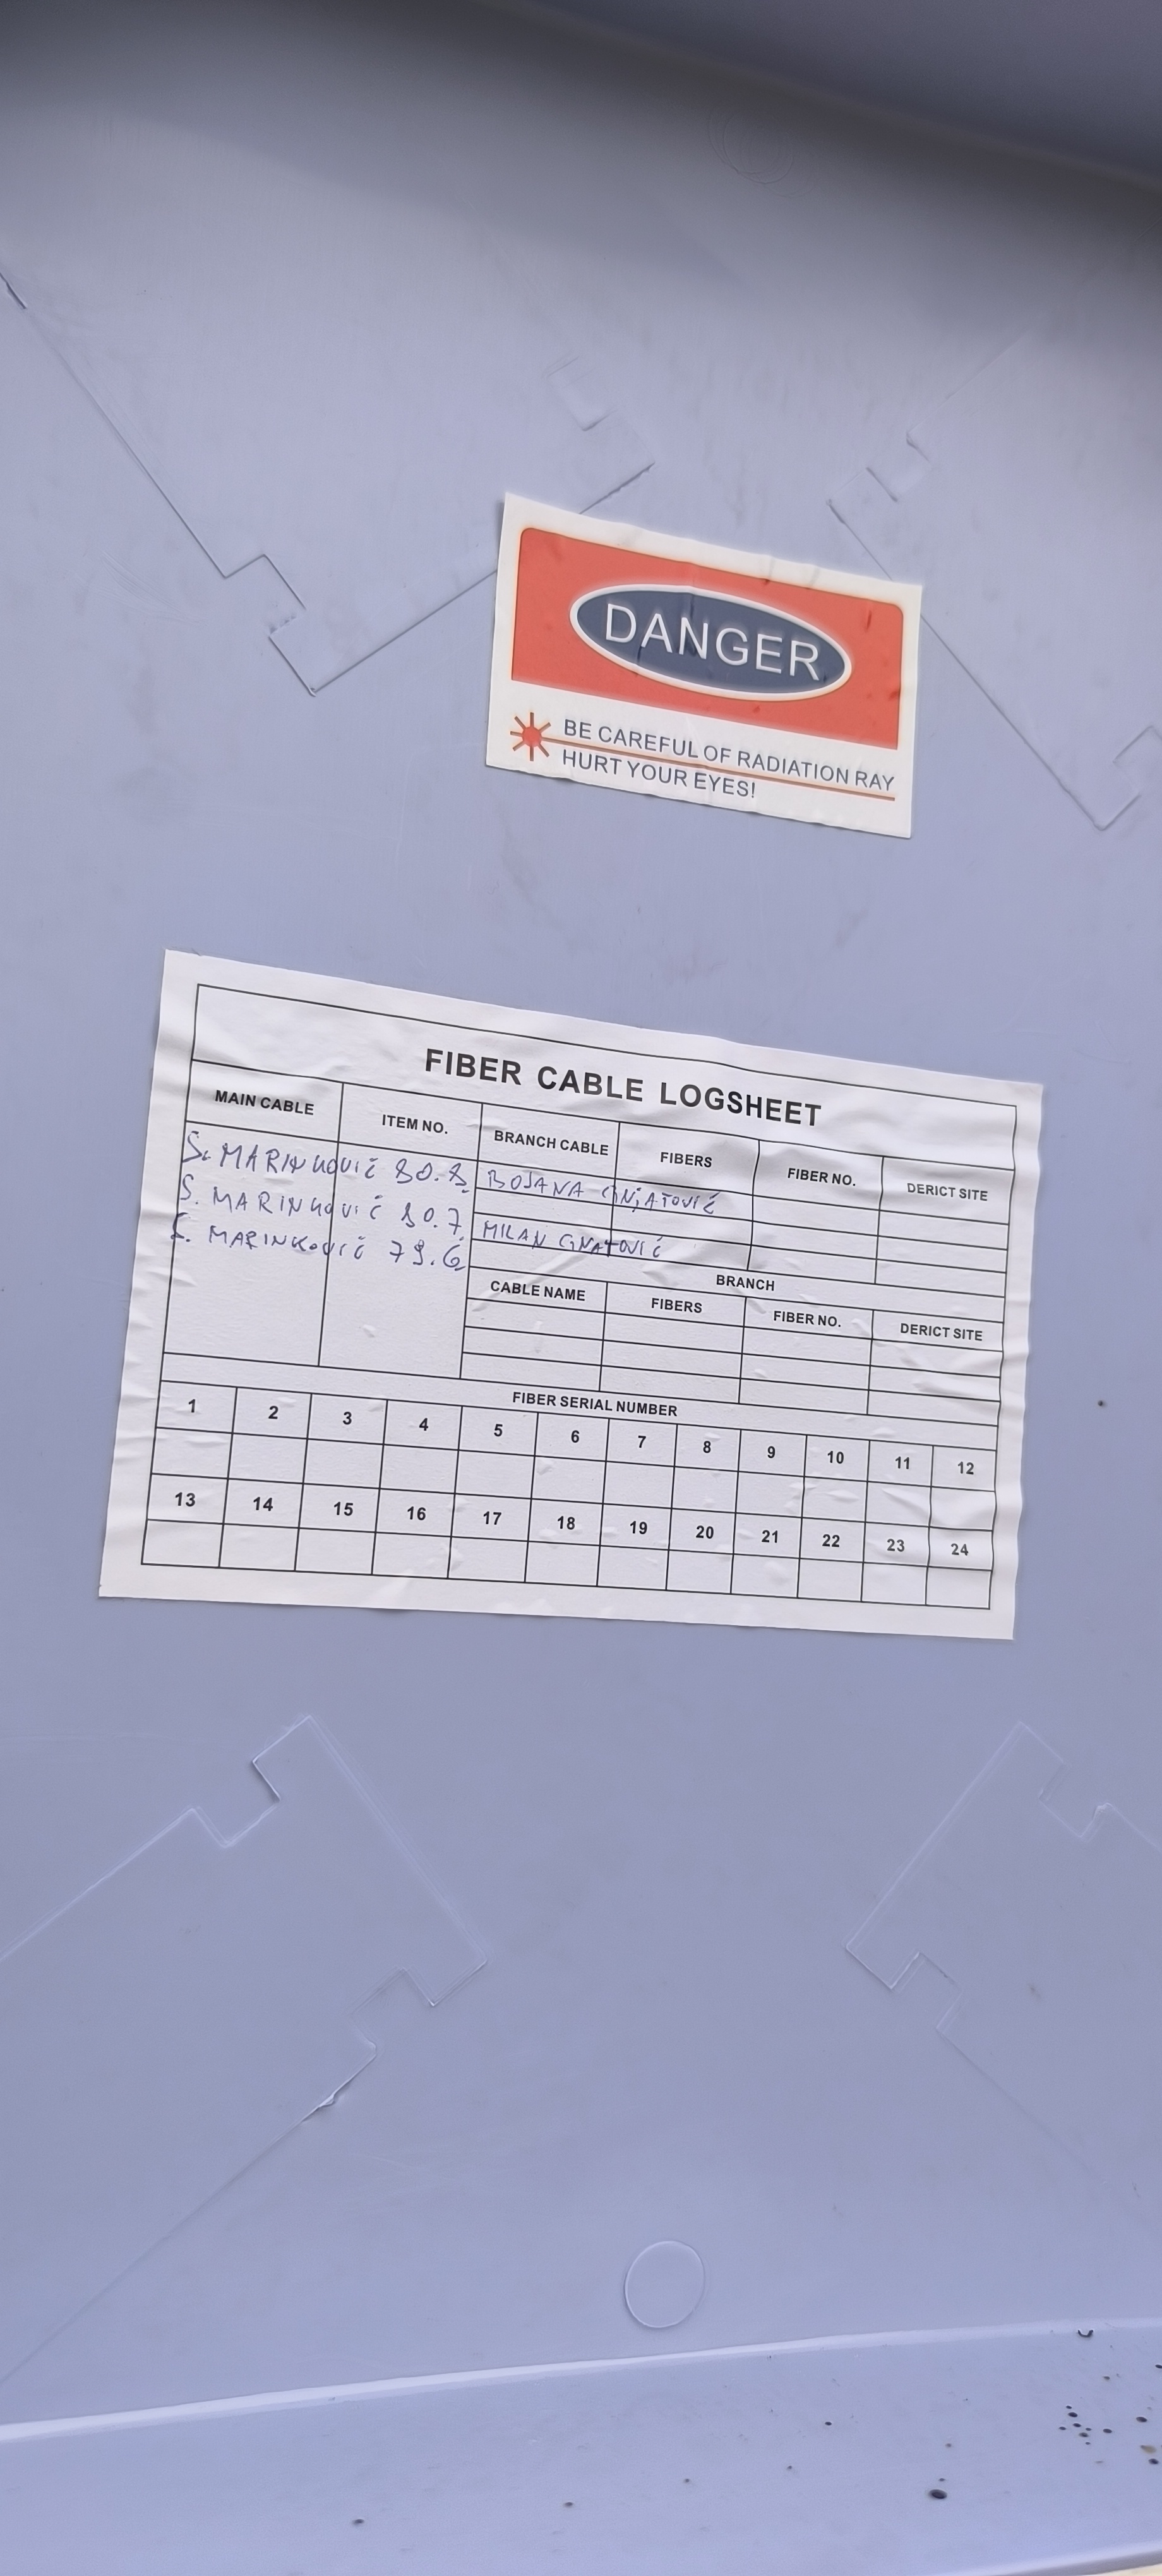 DANGER
BE CAREFUL OF RADIATION RAY
HURT YOUR EYES!
FIBER CABLE LOGSHEET
MAIN CABLE ITEM NO. BRANCH CABLE FIBERS FIBER NO. DERICT SITE
S. MARINKOVIĆ 80.8 BOJANA GNJATOVIĆ
S. MARINKOVIĆ 80.7
S. MARINKOVIĆ 79.6 MILAN GNATOVIĆ
BRANCH
CABLE NAME FIBERS FIBER NO. DERICT SITE
FIBER SERIAL NUMBER
1 2 3 4 5 6 7 8 9 10 11 12
13 14 15 16 17 18 19 20 21 22 23 24